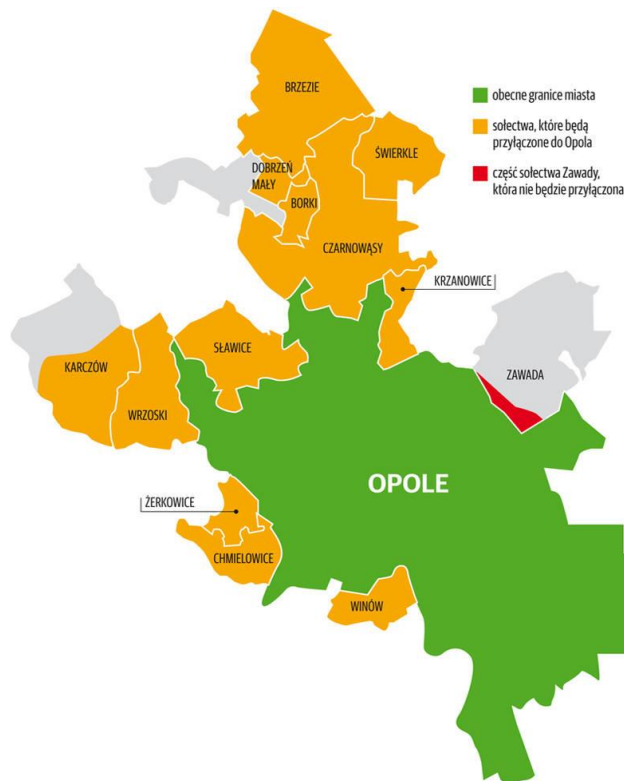 BRZEZIE
obecne granice miasta
sołectwa, które będą
przyłączone do Opola
część sołectwa Zawady,
która nie będzie przyłączona
ŚWIERKLE
DOBRZEŃ
MAŁY
BORKI
CZARNOWĄSY
KRZANOWICE
SŁAWICE
KARCZÓW
ZAWADA
WRZOSKI
OPOLE
ŻERKOWICE
CHMIELOWICE
WINÓW